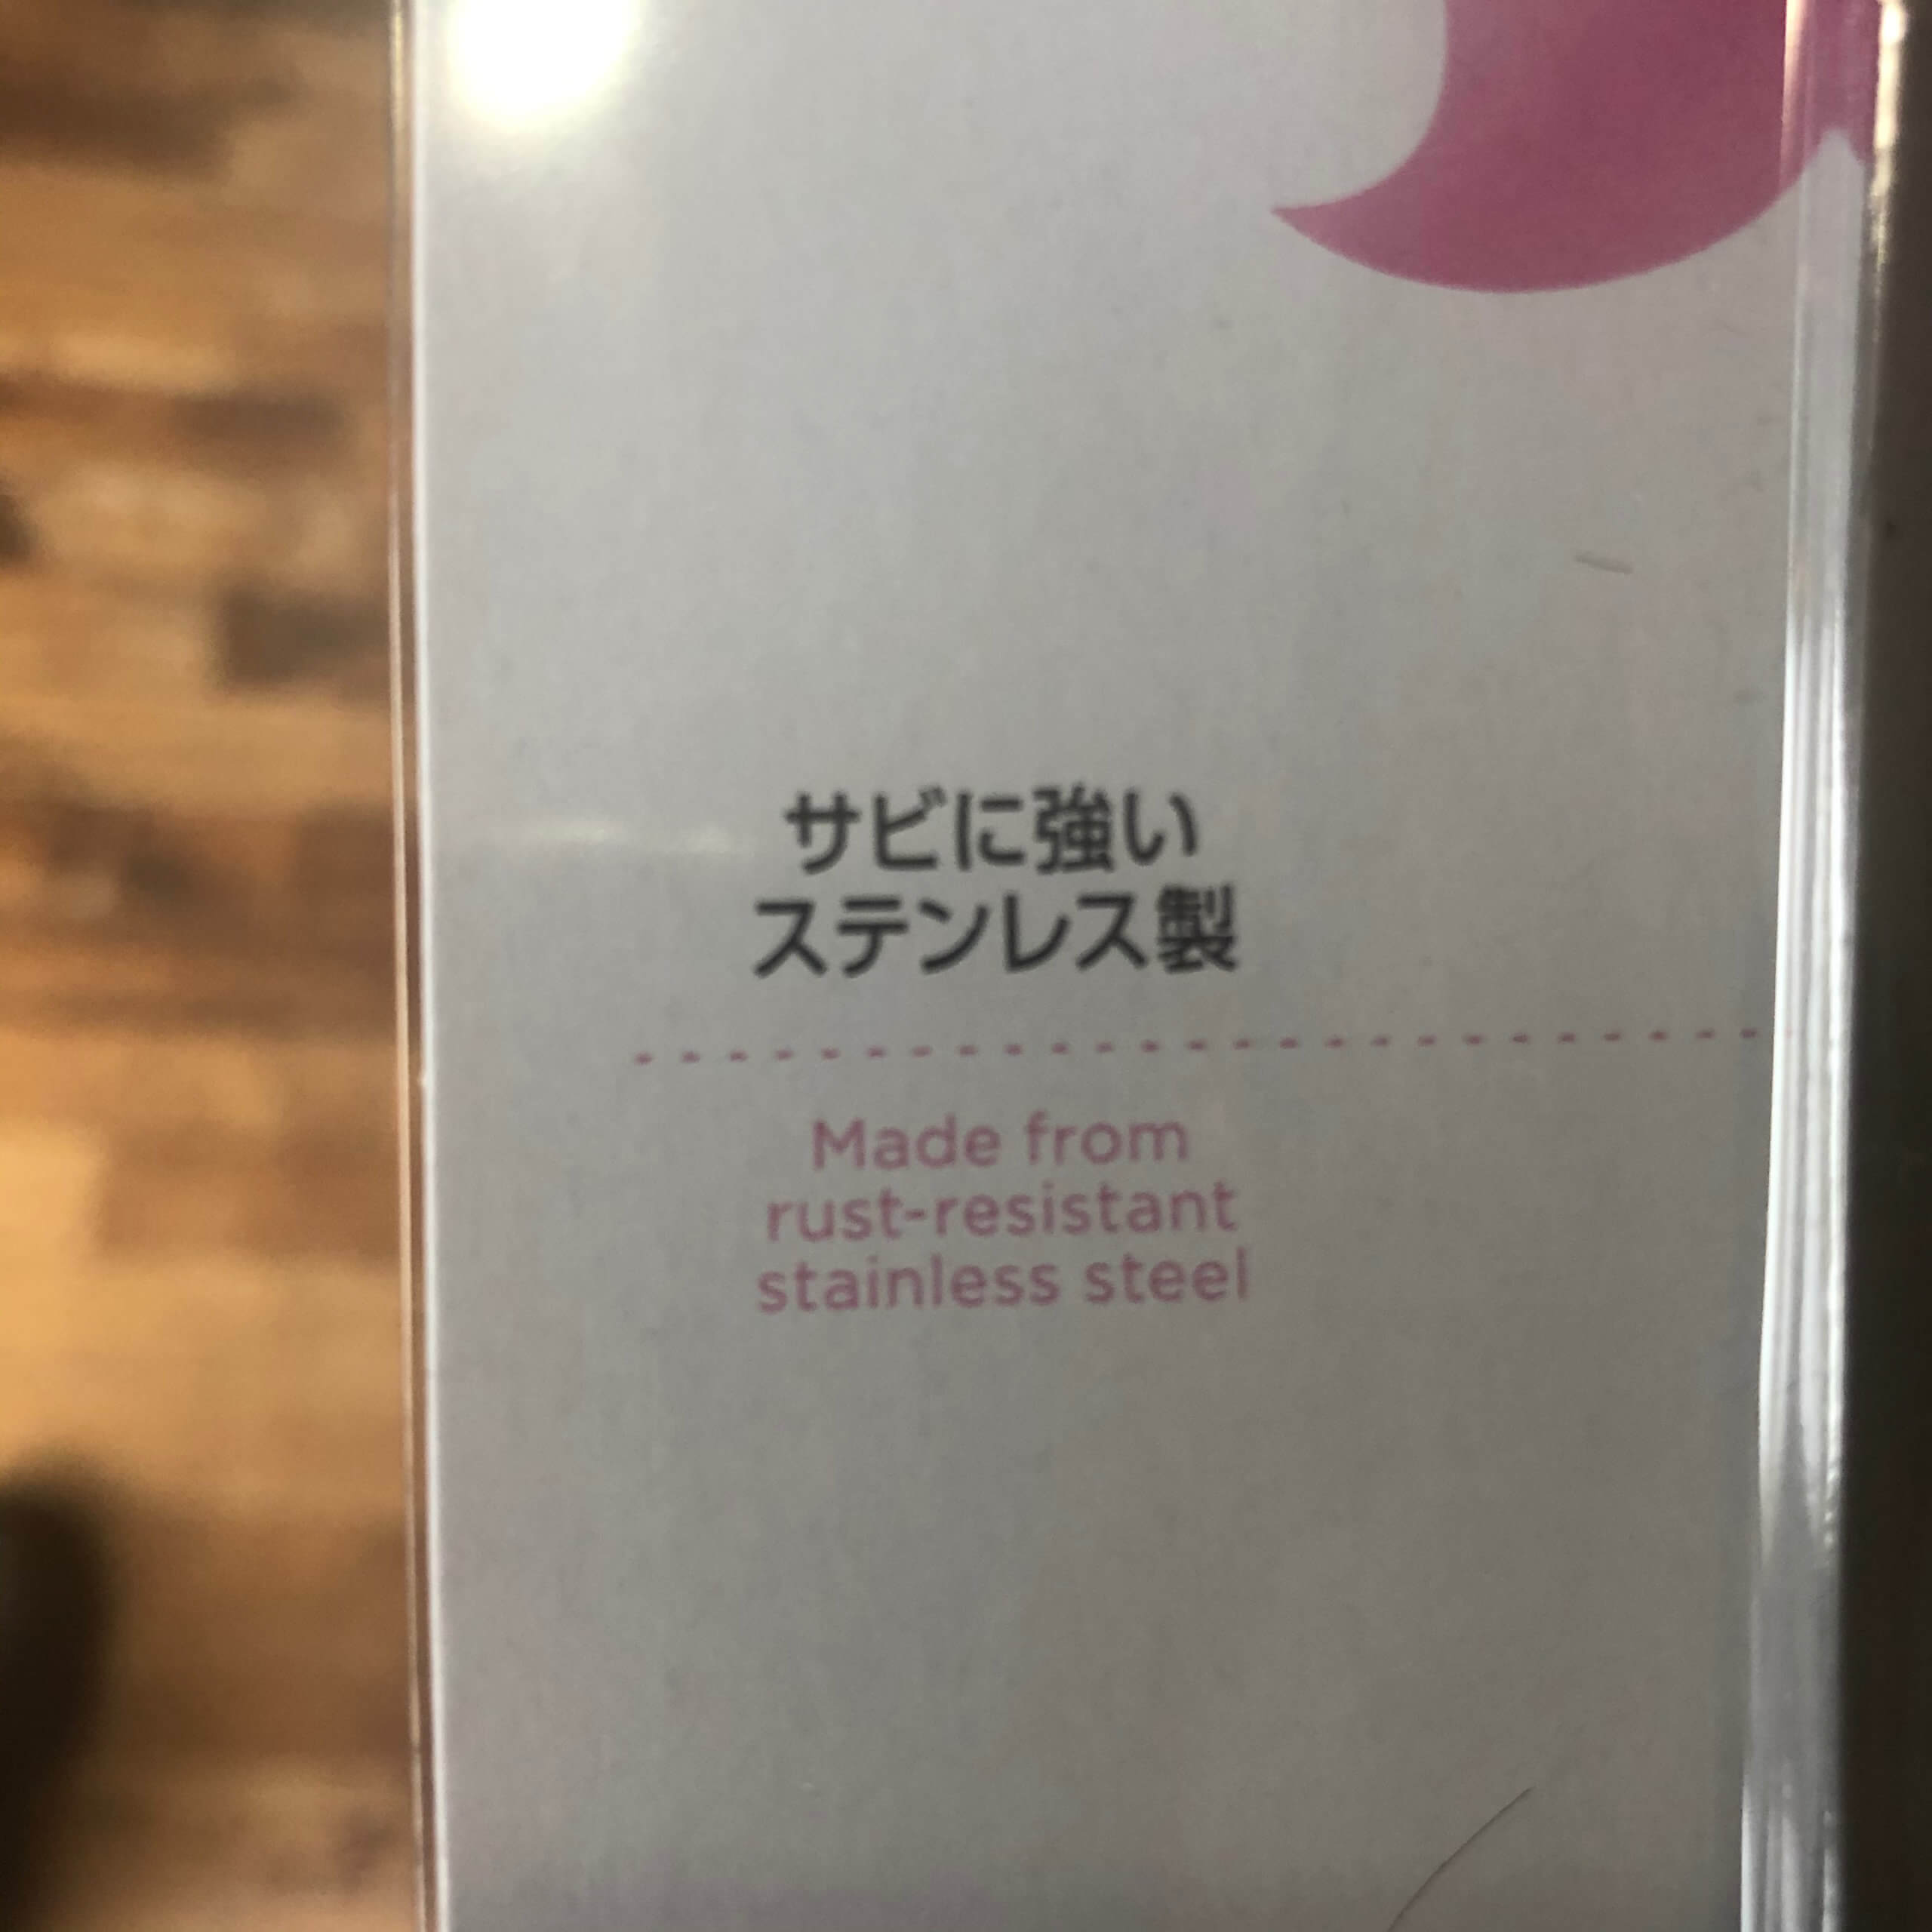 サビに強い
ステンレス製
Made from
rust-resistant
stainless steel